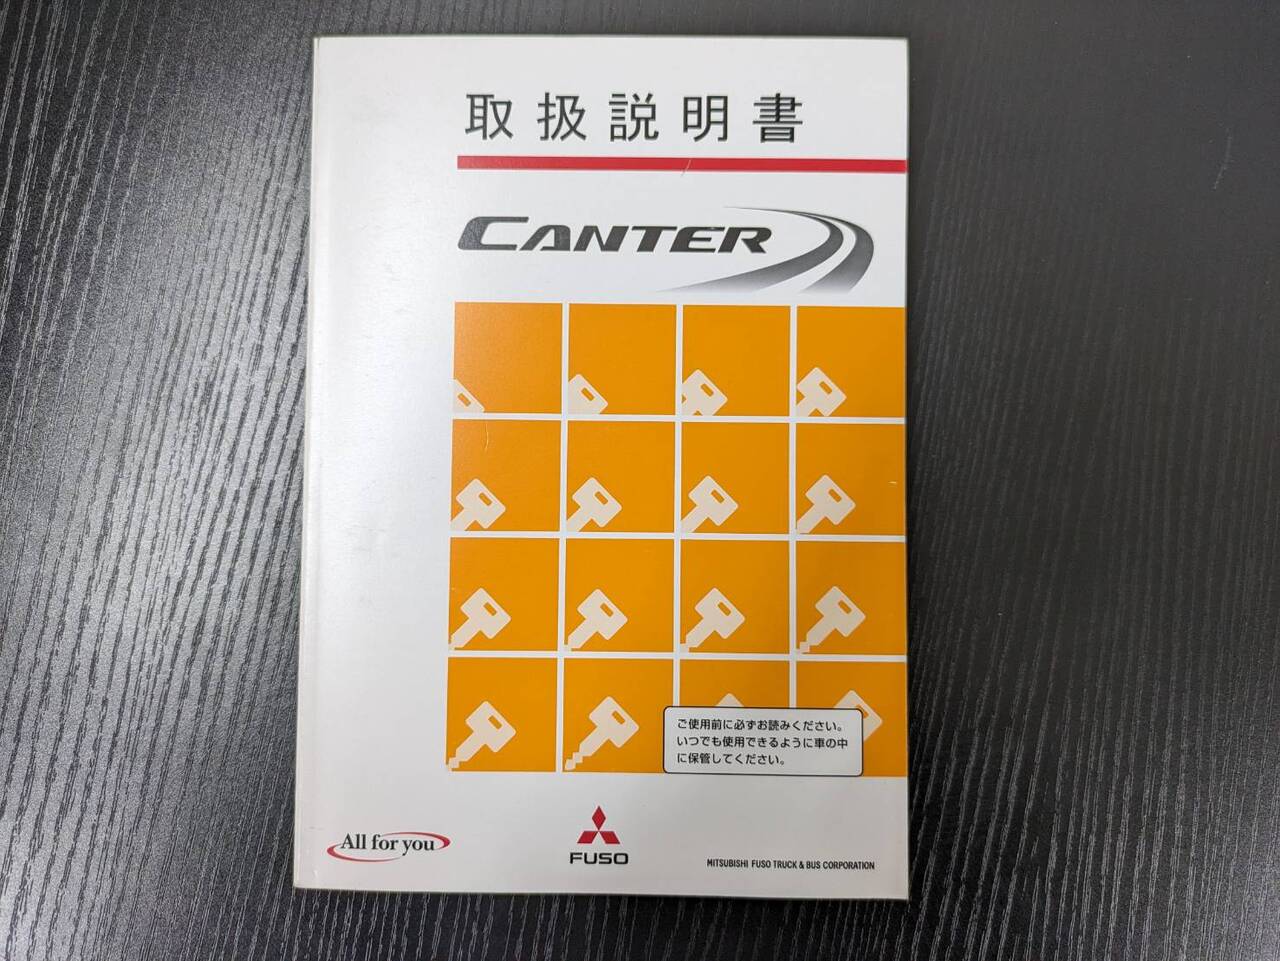 取扱説明書
CANTER
ご使用前に必ずお読みください。
いつでも使用できるように車の中
に保管してください。
All for you
FUSO
MITSUBISHI FUSO TRUCK & BUS CORPORATION